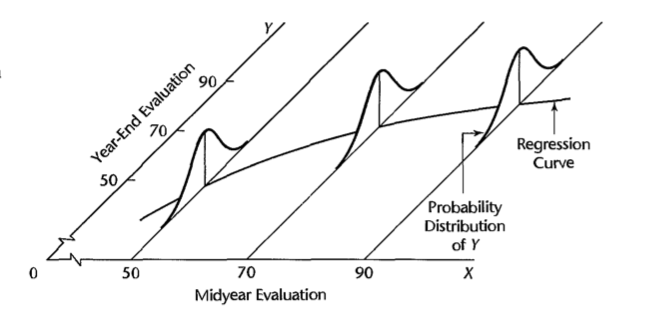 Y
Year-End Evaluation
90
70
50
Regression
Curve
Probability
Distribution
of Y
0
50
70
90
X
Midyear Evaluation